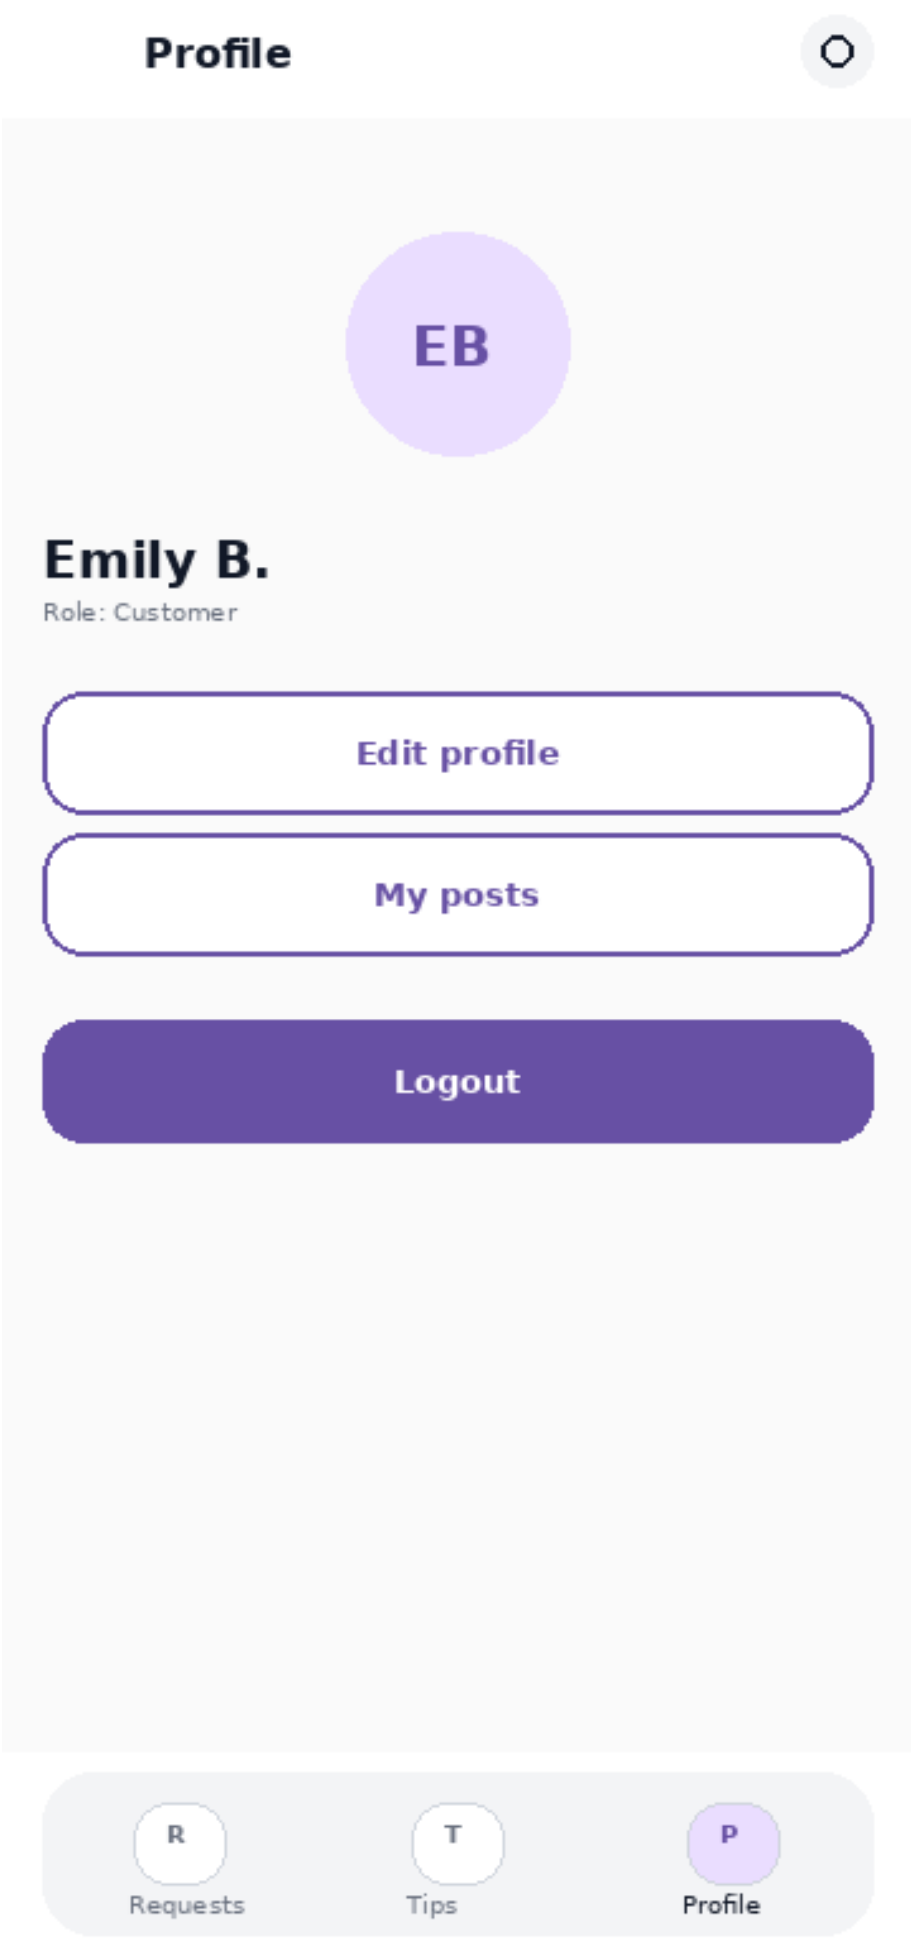 Profile
EB
Emily B.
Role: Customer
Edit profile
My posts
Logout
R T P
Requests Tips Profile